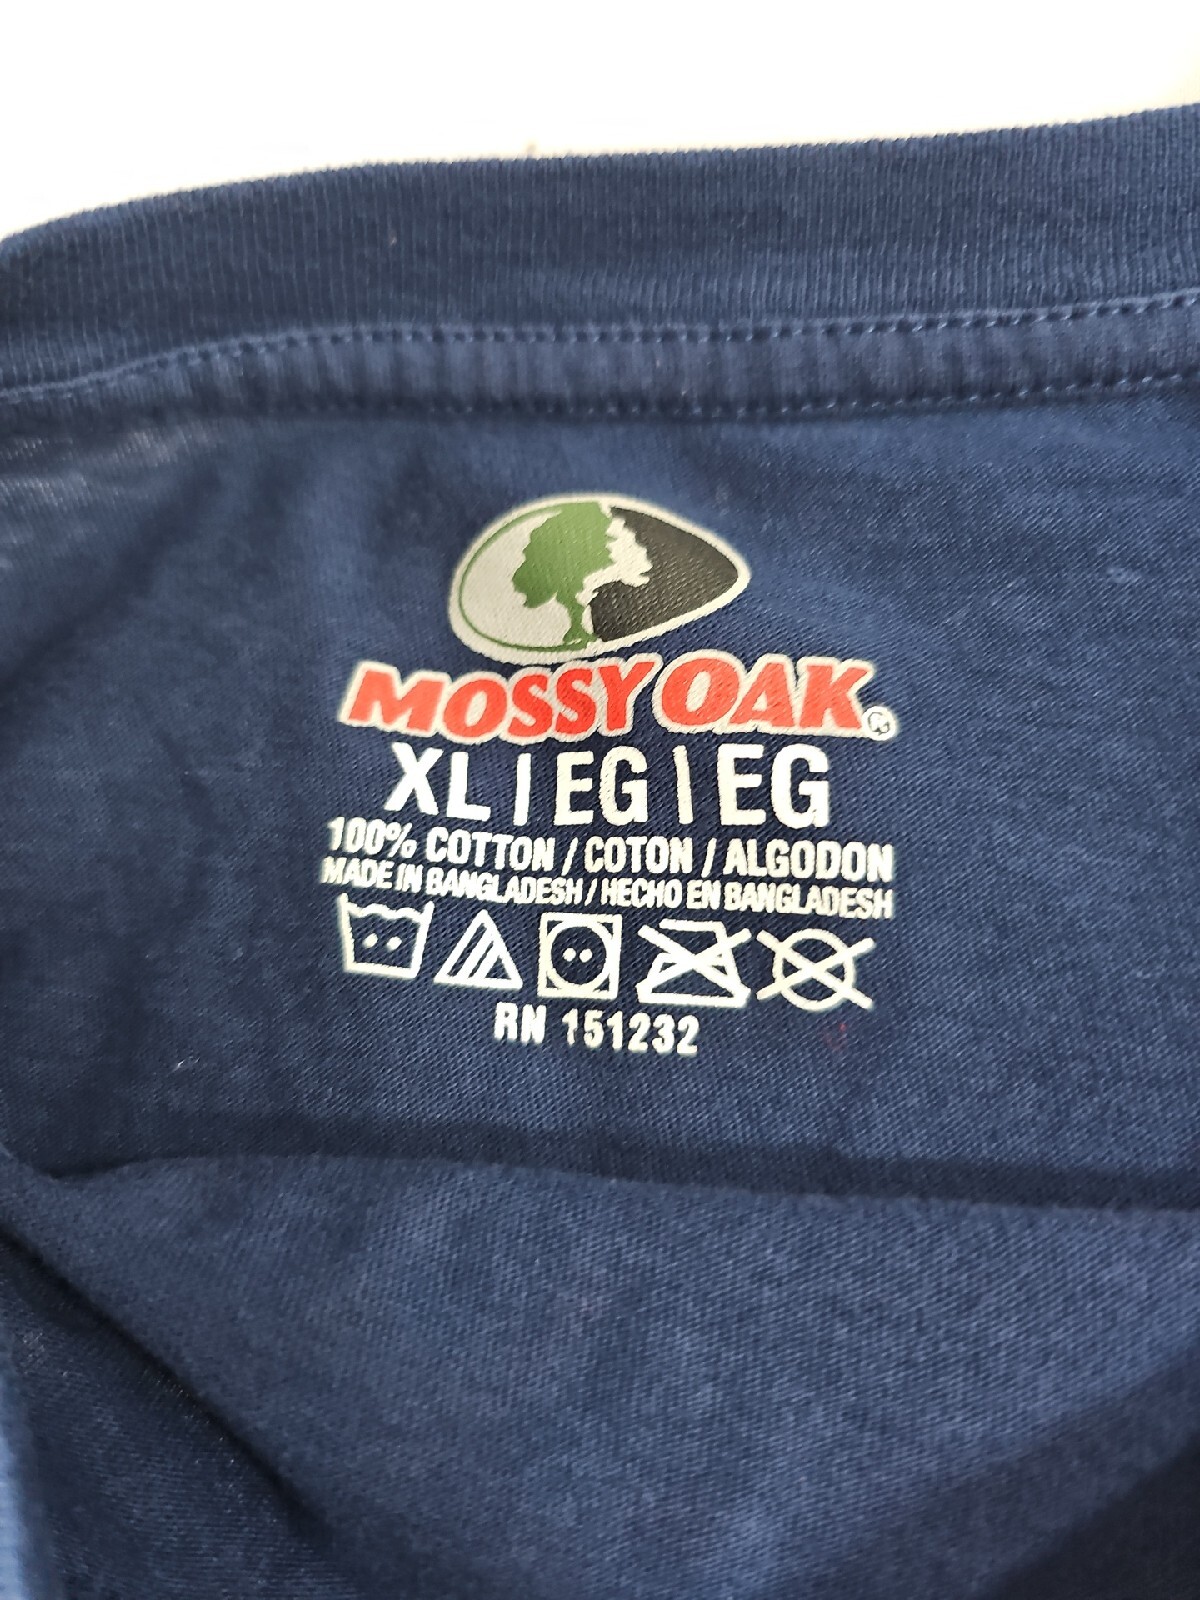 MOSSY OAK®
XL | EG | EG
100% COTTON / COTON / ALGODON
MADE IN BANGLADESH / HECHO EN BANGLADESH
RN 151232